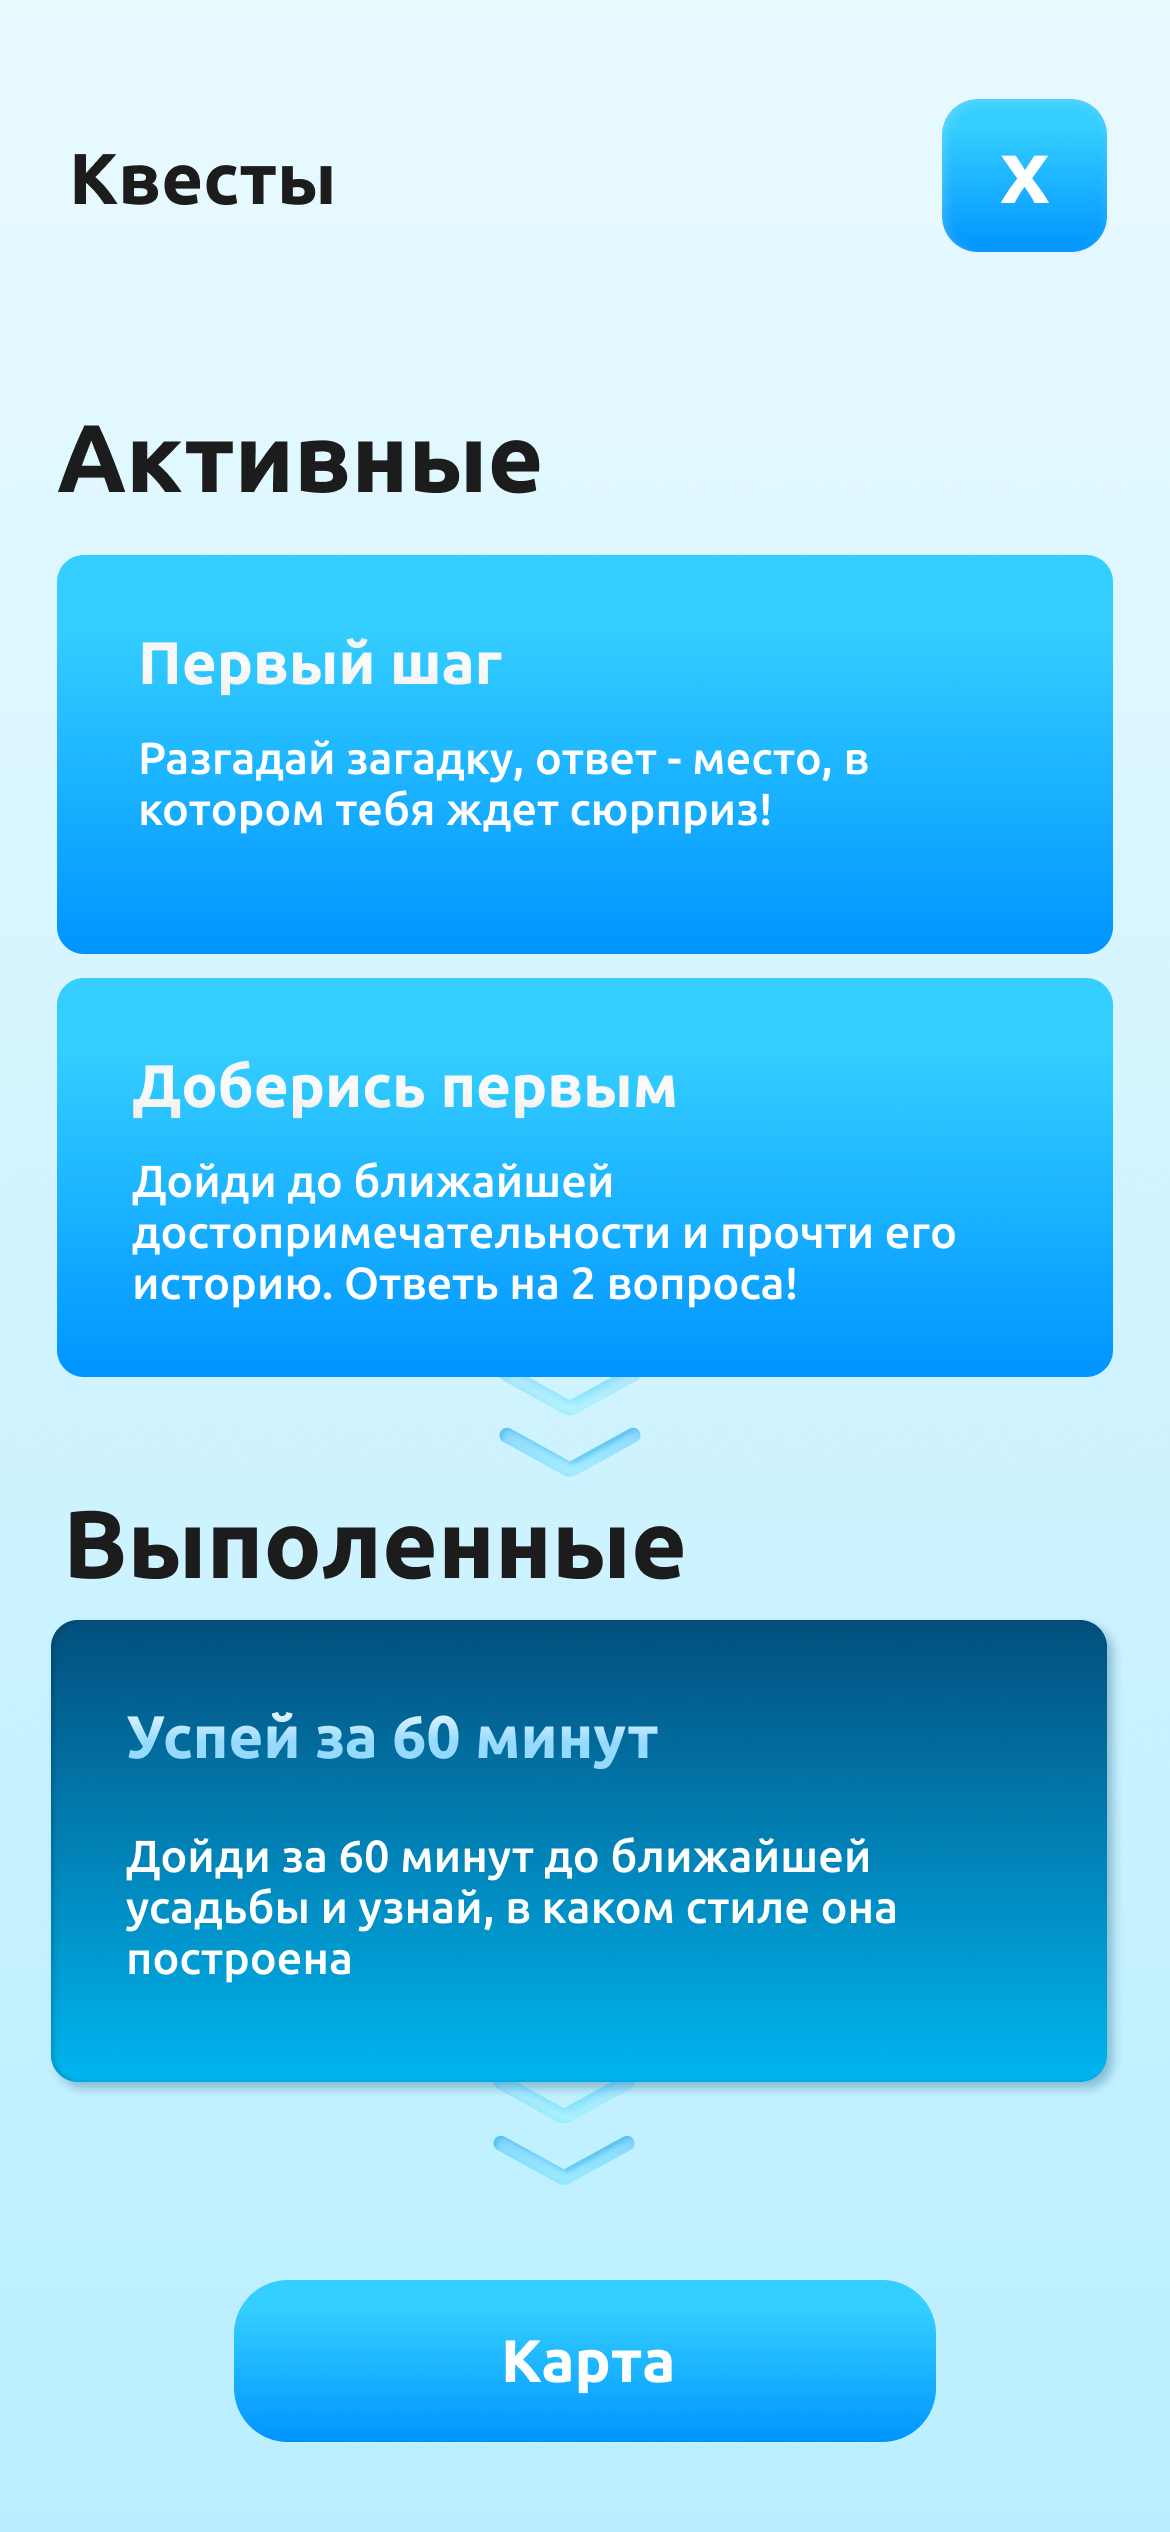 Квесты
X
Активные
Первый шаг
Разгадай загадку, ответ - место, в
котором тебя ждет сюрприз!
Доберись первым
Дойди до ближайшей
достопримечательности и прочти его
историю. Ответь на 2 вопроса!
Выполенные
Успей за 60 минут
Дойди за 60 минут до ближайшей
усадьбы и узнай, в каком стиле она
построена
Карта